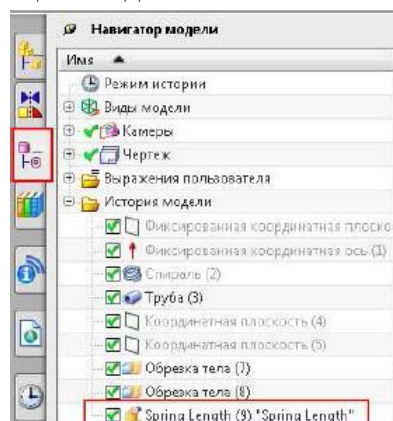 Навигатор модели
Имя
Режим истории
Виды модели
Камеры
Чертеж
Выражения пользователя
История модели
Фиксированная координатная плоско
Фиксированная координатная ось (1)
Спираль (2)
Труба (3)
Координатная плоскость (4)
Координатная плоскость (5)
Обрезка тела (7)
Обрезка тела (8)
Spring Length (9) "Spring Length"